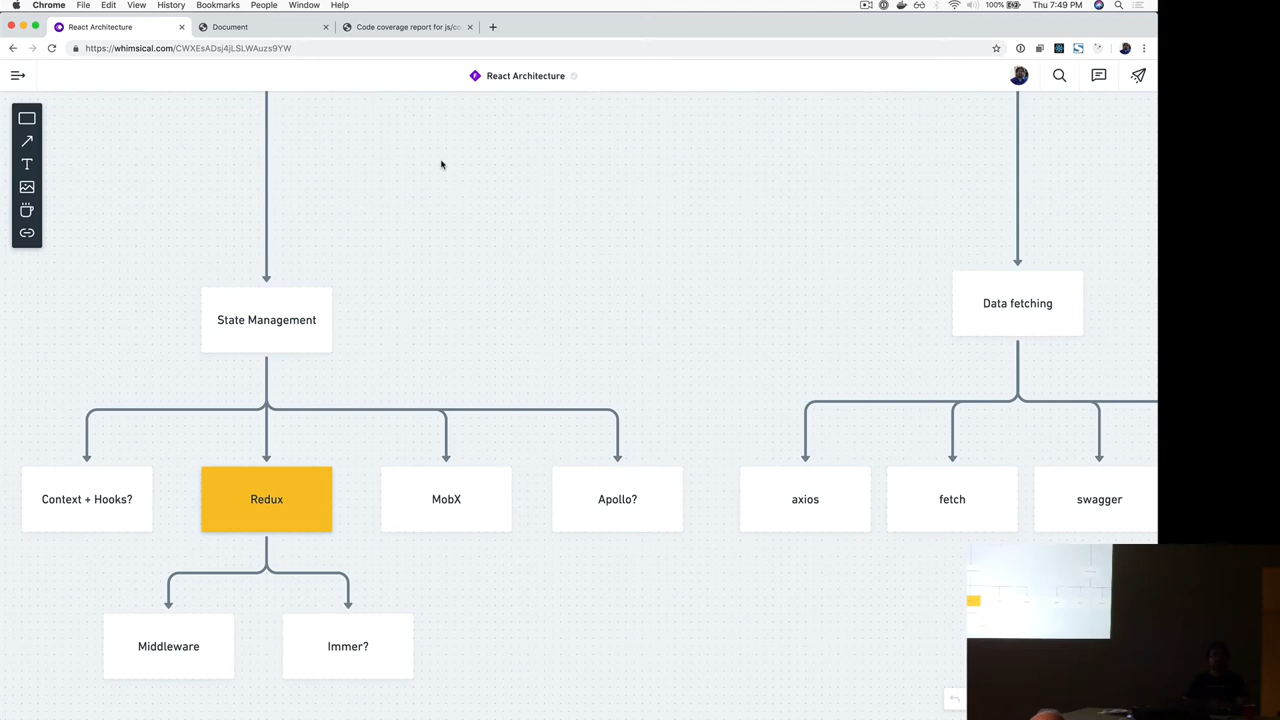 Chrome File Edit View History Bookmarks People Window Help 100% Thu 7:49 PM
React Architecture Document Code coverage report for js/co
https://whimsical.com/CWXEsADsj4jLSLWAuzs9YW
React Architecture
T
State Management
Data fetching
Context + Hooks? Redux MobX Apollo? axios fetch swagger
Middleware Immer?